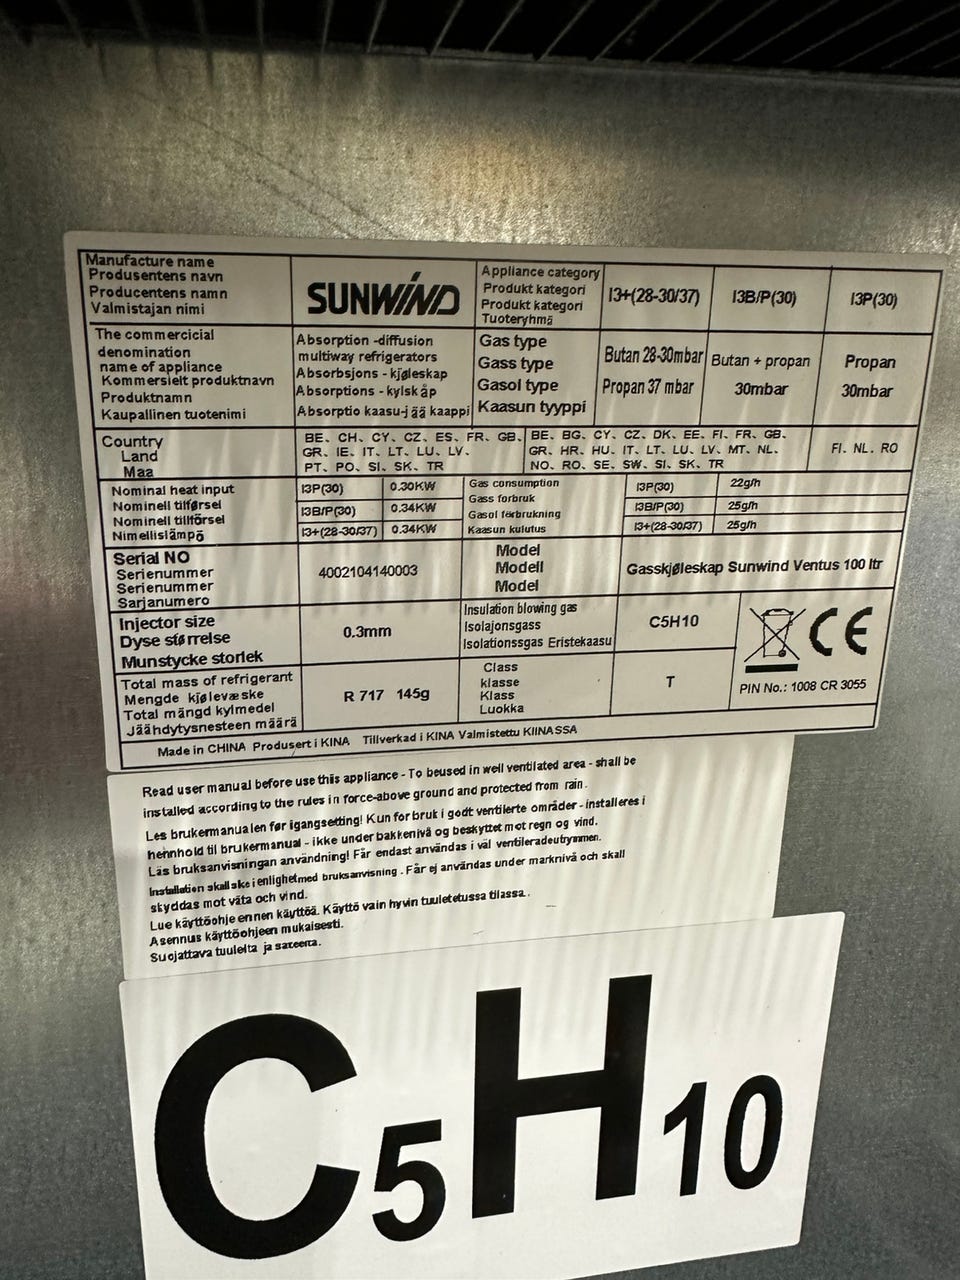 Manufacture name
Produsentens navn
Producentens namn
Valmistajan nimi
SUNWIND
Appliance category
Produkt kategori
Produkt kategori
Tuoteryhmä
I3+(28-30/37)
I3B/P(30)
I3P(30)
The commercicial
denomination
name of appliance
Kommersielt produktnavn
Produktnamn
Kaupallinen tuotenimi
Absorption -diffusion
multiway refrigerators
Absorbsjons - kjøleskap
Absorptions - kylskåp
Absorptio kaasu-jääkaappi
Gas type
Gass type
Gasol type
Kaasun tyyppi
Butan 28-30mbar
Propan 37 mbar
Butan + propan
30mbar
Propan
30mbar
Country
Land
Maa
BE、CH、CY、CZ、ES、FR、GB、
GR、IE、IT、LT、LU、LV、
PT、PO、SI、SK、TR
BE、BG、CY、CZ、DK、EE、FI、FR、GB、
GR、HR、HU、IT、LT、LU、LV、MT、NL、
NO、RO、SE、SW、SI、SK、TR
FI、NL、RO
Nominal heat input
Nominell tilførsel
Nominell tillförsel
Nimellislämpö
I3P(30) 0.30KW
I3B/P(30) 0.34KW
I3+(28-30/37) 0.34KW
Gas consumption
Gass forbruk
Gasol förbrukning
Kaasun kulutus
I3P(30) 22g/h
I3B/P(30) 25g/h
I3+(28-30/37) 25g/h
Serial NO
Serienummer
Serienummer
Sarjanumero
4002104140003
Model
Modell
Model
Gasskjøleskap Sunwind Ventus 100 ltr
Injector size
Dyse størrelse
Munstycke storlek
0.3mm
Insulation blowing gas
Isolajonsgass
Isolationssgas Eristekaasu
C5H10
CE
PIN No.: 1008 CR 3055
Total mass of refrigerant
Mengde kjølevæske
Total mängd kylmedel
Jäähdytysnesteen määrä
R 717 145g
Class
klasse
Klass
Luokka
T
Made in CHINA Produsert i KINA Tillverkad i KINA Valmistettu KIINASSA
Read user manual before use this appliance - To beused in well ventilated area - shall be
installed according to the rules in force-above ground and protected from rain.
Les brukermanualen før igangsetting! Kun for bruk i godt ventilerte områder - installeres i
hennhold til brukermanual - ikke under bakkenivå og beskyttet mot regn og vind.
Läs bruksanvisningan användning! Får endast användas i väl ventileradeutrymmen.
Installation skall ske i enlighetmed bruksanvisning . Får ej användas under marknivå och skall
skyddas mot väta och vind.
Lue käyttöohje ennen käyttöä. Käyttö vain hyvin tuuletetussa tilassa..
Asennus käyttöohjeen mukaisesti.
Suojattava tuulelta ja sateerta.
C5H10